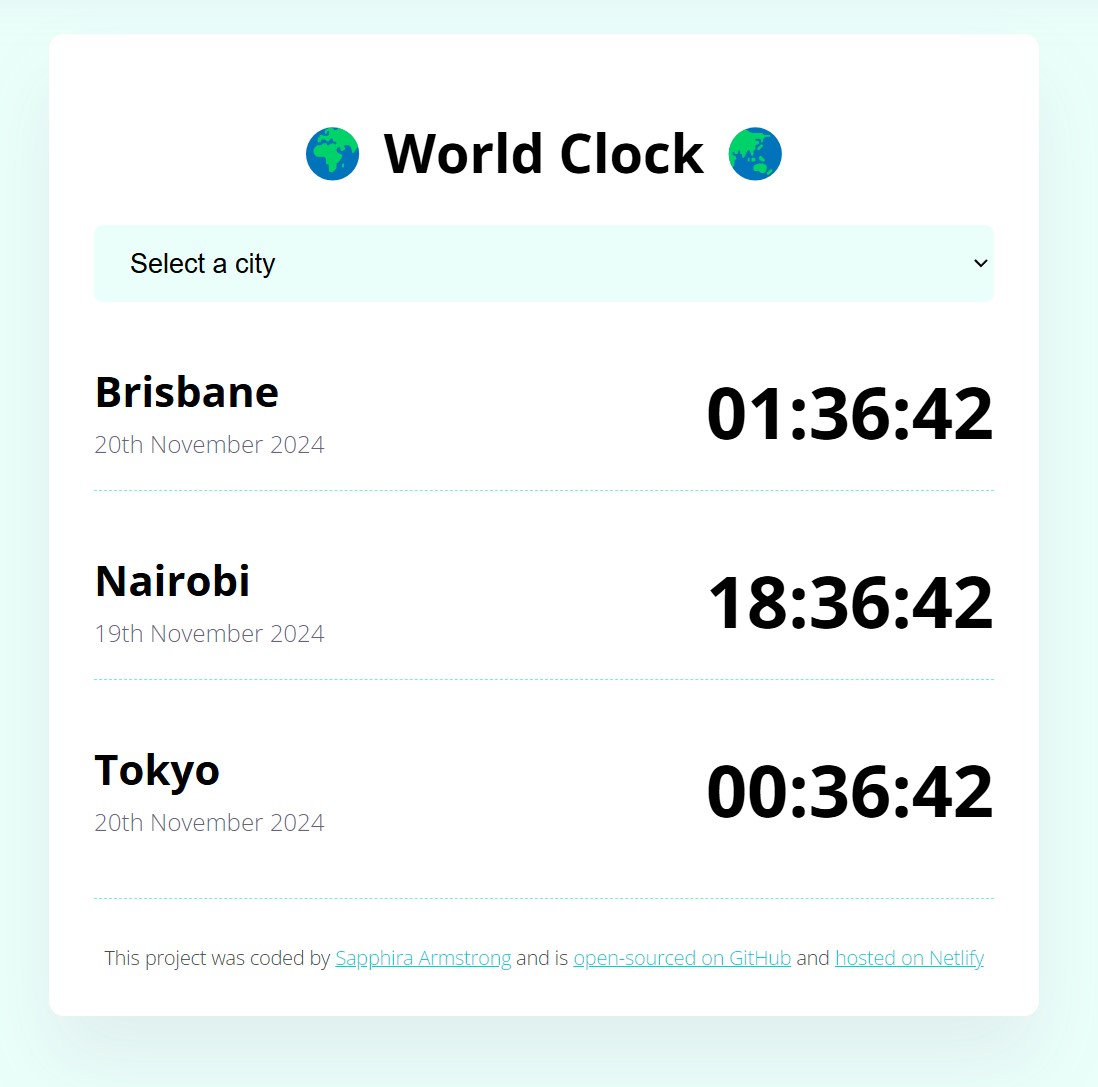 World Clock
Select a city
Brisbane
01:36:42
20th November 2024
Nairobi
18:36:42
19th November 2024
Tokyo
00:36:42
20th November 2024
This project was coded by Sapphira Armstrong and is open-sourced on GitHub and hosted on Netlify